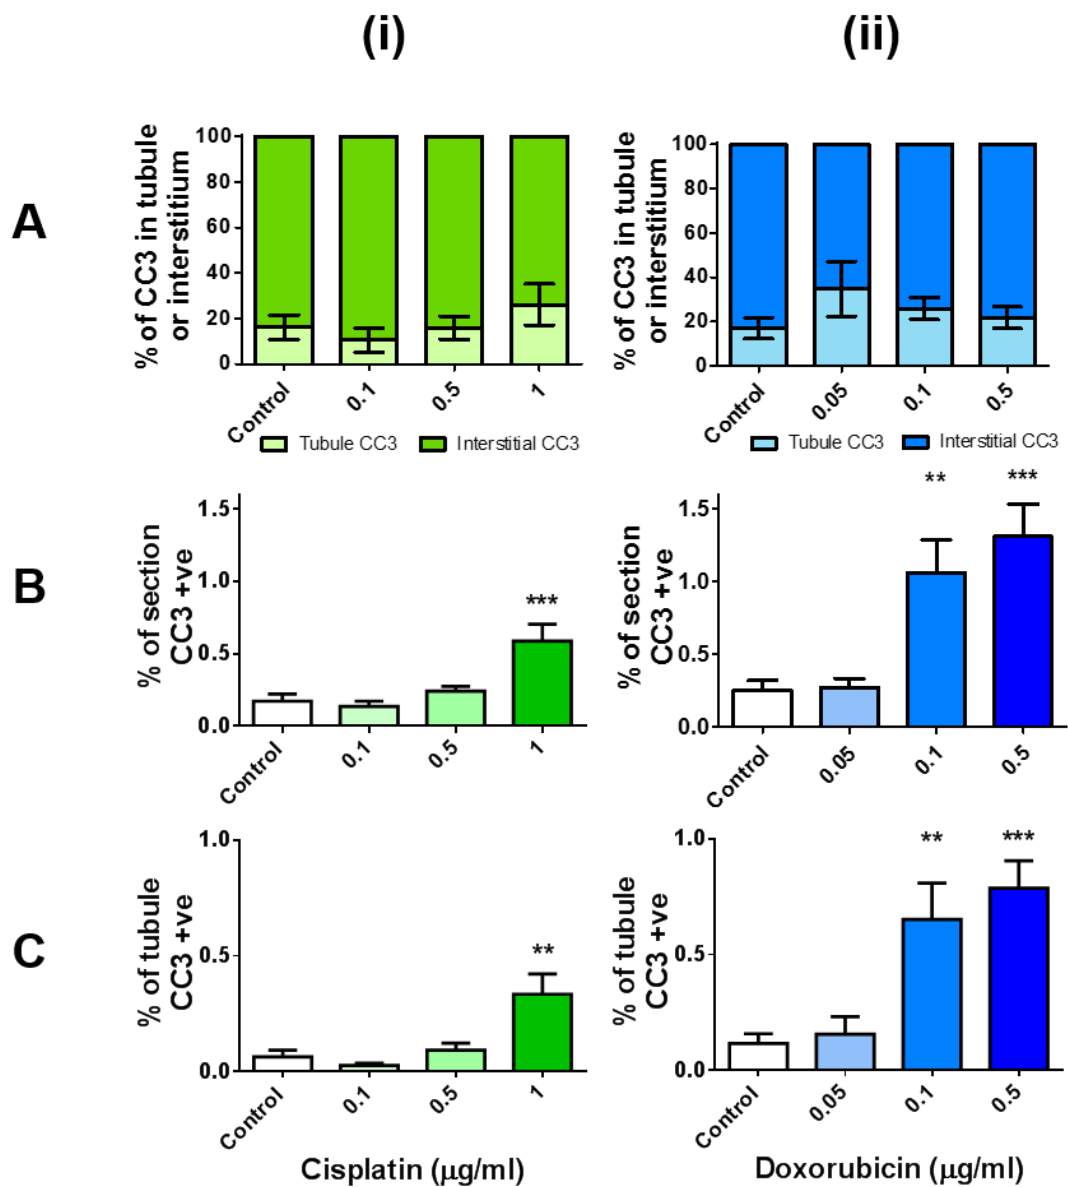 (i)
(ii)
A
% of CC3 in tubule
or interstitium
100
80
60
40
20
0
Control
0.1
0.5
1
Tubule CC3
Interstitial CC3
% of CC3 in tubule
or interstitium
100
80
60
40
20
0
Control
0.05
0.1
0.5
Tubule CC3
Interstitial CC3
B
% of section
CC3 +ve
1.5
1.0
0.5
0.0
***
Control
0.1
0.5
1
% of section
CC3 +ve
1.5
1.0
0.5
0.0
**
***
Control
0.05
0.1
0.5
C
% of tubule
CC3 +ve
1.0
0.5
0.0
**
Control
0.1
0.5
1
Cisplatin (μg/ml)
% of tubule
CC3 +ve
1.0
0.5
0.0
**
***
Control
0.05
0.1
0.5
Doxorubicin (μg/ml)